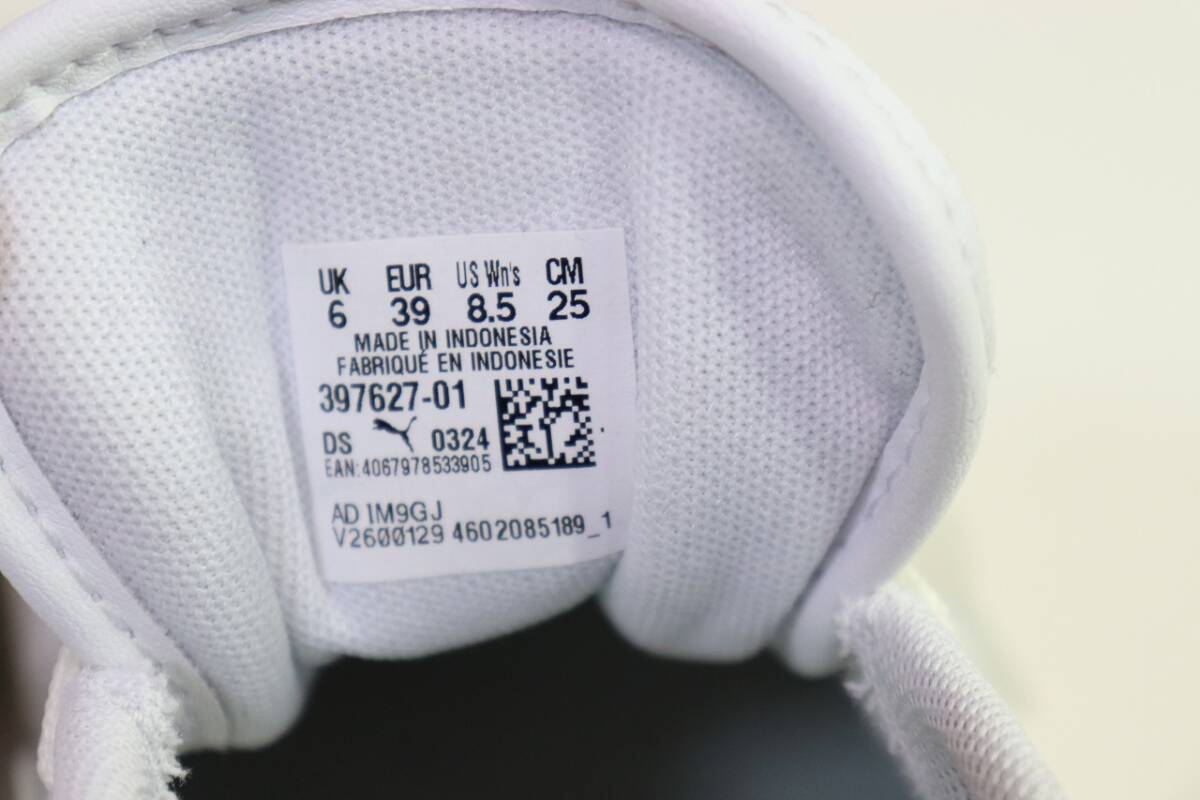 UK EUR US Wn's CM
6 39 8.5 25
MADE IN INDONESIA
FABRIQUÉ EN INDONESIE
397627-01
DS 0324
EAN:4067978533905
AD IM9GJ
V2600129 4602085189_1